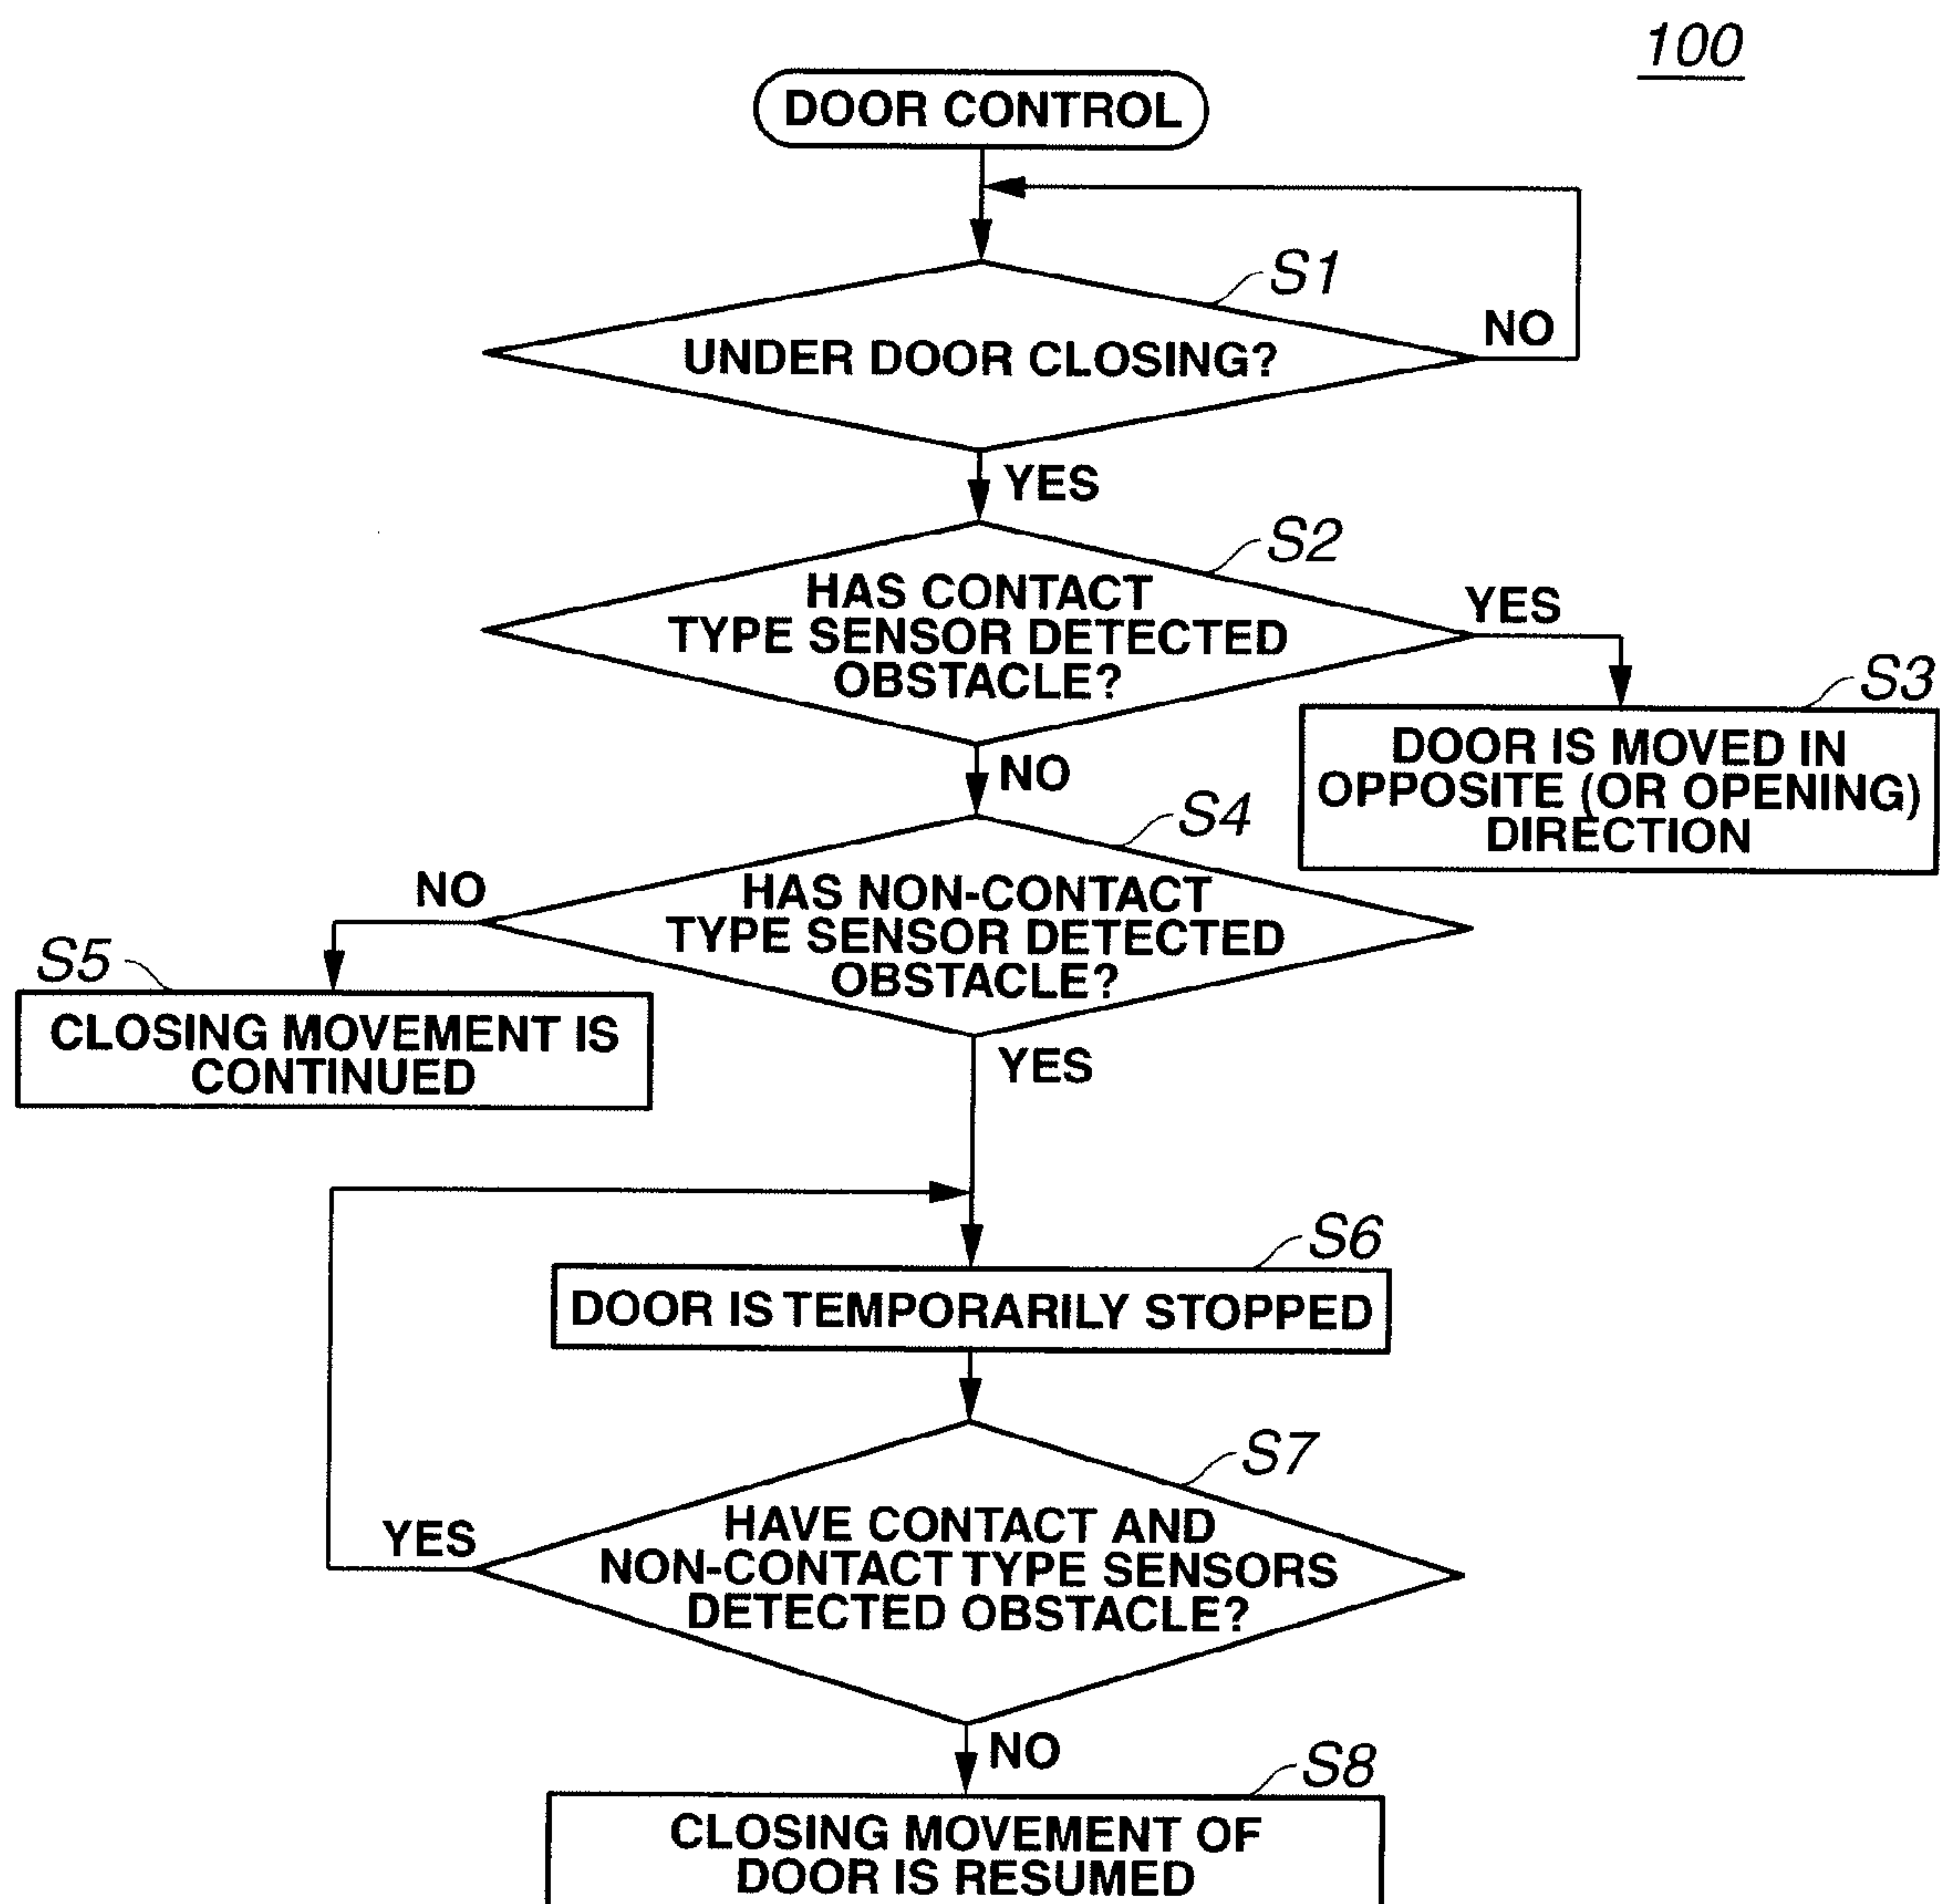 100
DOOR CONTROL
S1
UNDER DOOR CLOSING?
NO
YES
S2
HAS CONTACT
TYPE SENSOR DETECTED
OBSTACLE?
YES
S3
DOOR IS MOVED IN
OPPOSITE (OR OPENING)
DIRECTION
NO
S4
HAS NON-CONTACT
TYPE SENSOR DETECTED
OBSTACLE?
NO
S5
CLOSING MOVEMENT IS
CONTINUED
YES
S6
DOOR IS TEMPORARILY STOPPED
S7
HAVE CONTACT AND
NON-CONTACT TYPE SENSORS
DETECTED OBSTACLE?
YES
NO
S8
CLOSING MOVEMENT OF
DOOR IS RESUMED